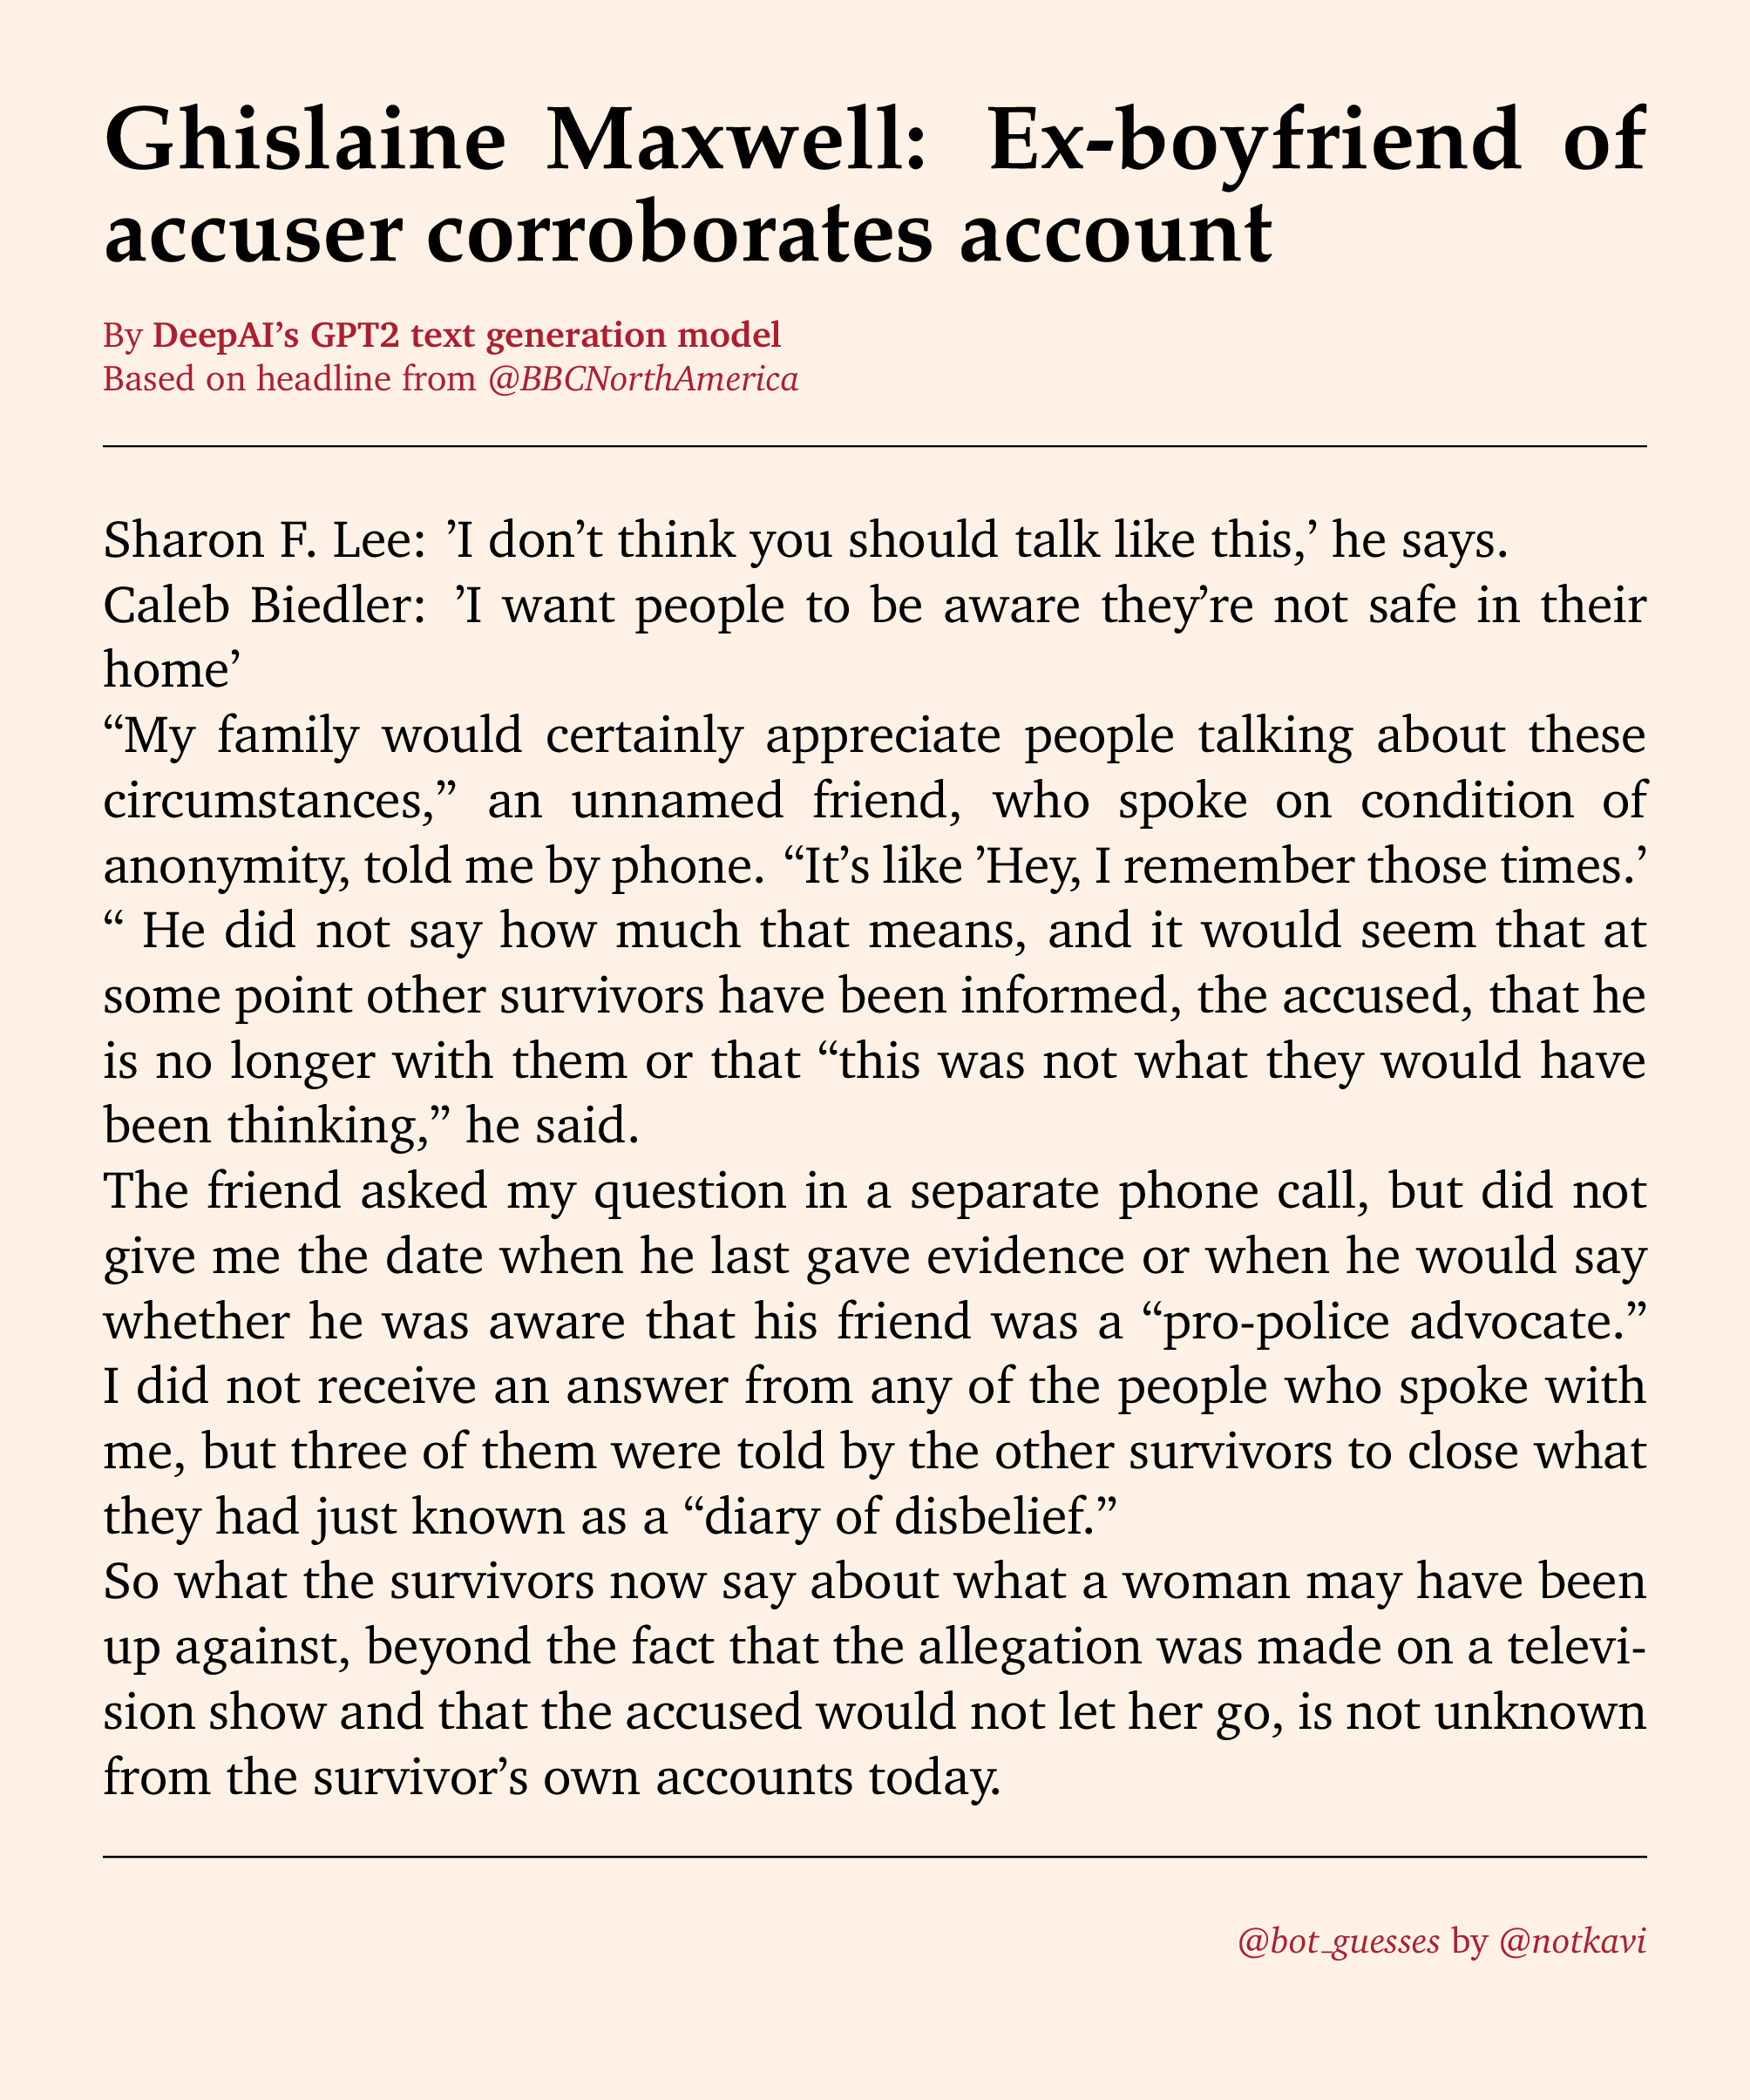 Ghislaine Maxwell: Ex-boyfriend of
accuser corroborates account
By DeepAI’s GPT2 text generation model
Based on headline from @BBCNorthAmerica
Sharon F. Lee: ’I don’t think you should talk like this,’ he says.
Caleb Biedler: ’I want people to be aware they’re not safe in their
home’
“My family would certainly appreciate people talking about these
circumstances,” an unnamed friend, who spoke on condition of
anonymity, told me by phone. “It’s like ’Hey, I remember those times.’
“ He did not say how much that means, and it would seem that at
some point other survivors have been informed, the accused, that he
is no longer with them or that “this was not what they would have
been thinking,” he said.
The friend asked my question in a separate phone call, but did not
give me the date when he last gave evidence or when he would say
whether he was aware that his friend was a “pro-police advocate.”
I did not receive an answer from any of the people who spoke with
me, but three of them were told by the other survivors to close what
they had just known as a “diary of disbelief.”
So what the survivors now say about what a woman may have been
up against, beyond the fact that the allegation was made on a televi-
sion show and that the accused would not let her go, is not unknown
from the survivor’s own accounts today.
@bot_guesses by @notkavi